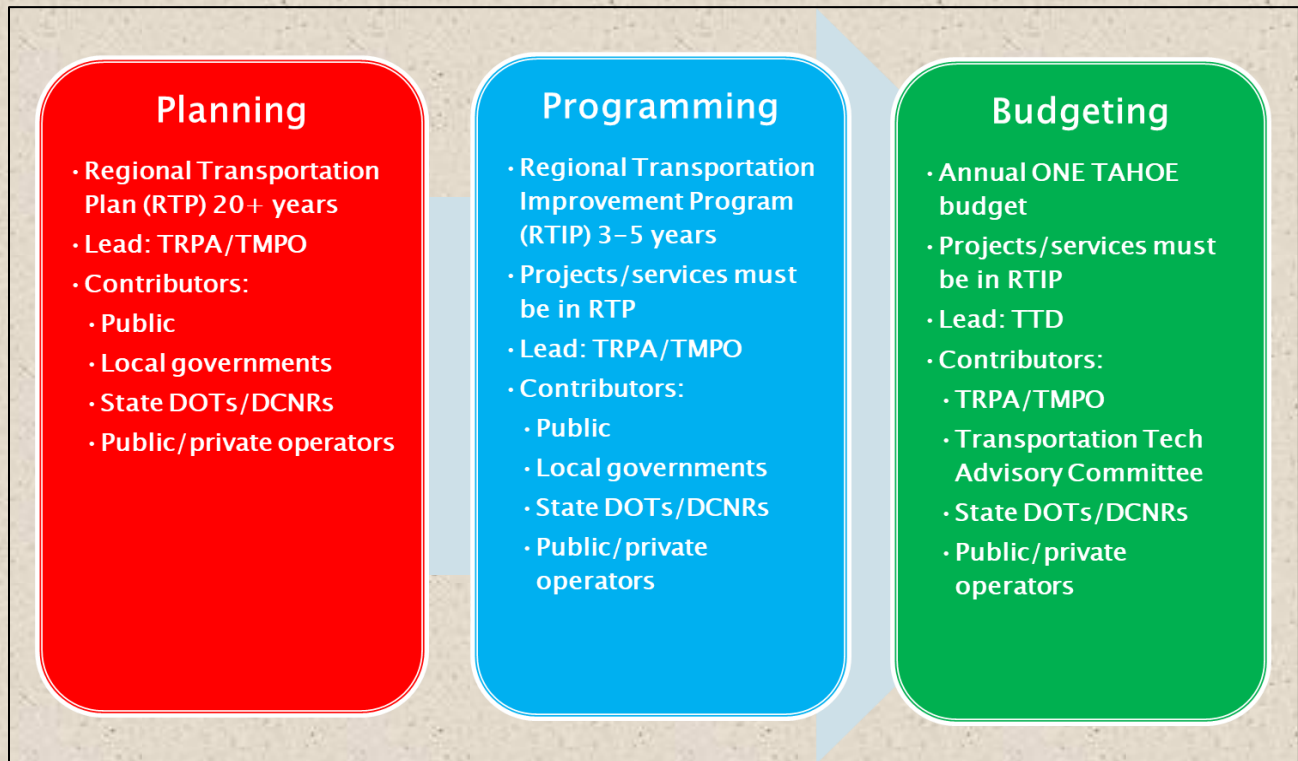 Planning
· Regional Transportation
Plan (RTP) 20+ years
· Lead: TRPA/TMPO
· Contributors:
· Public
· Local governments
· State DOTs/DCNRs
· Public/private operators
Programming
· Regional Transportation
Improvement Program
(RTIP) 3-5 years
· Projects/services must
be in RTP
· Lead: TRPA/TMPO
· Contributors:
· Public
· Local governments
· State DOTs/DCNRs
· Public/private
operators
Budgeting
· Annual ONE TAHOE
budget
· Projects/services must
be in RTIP
· Lead: TTD
· Contributors:
· TRPA/TMPO
· Transportation Tech
Advisory Committee
· State DOTs/DCNRs
· Public/private
operators